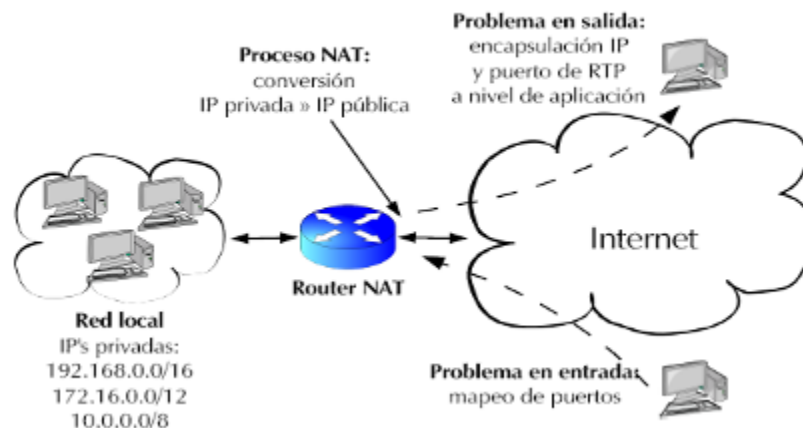 Proceso NAT:
conversión
IP privada » IP pública
Problema en salida:
encapsulación IP
y puerto de RTP
a nivel de aplicación
Internet
Router NAT
Red local
IP's privadas:
192.168.0.0/16
172.16.0.0/12
10.0.0.0/8
Problema en entrada:
mapeo de puertos